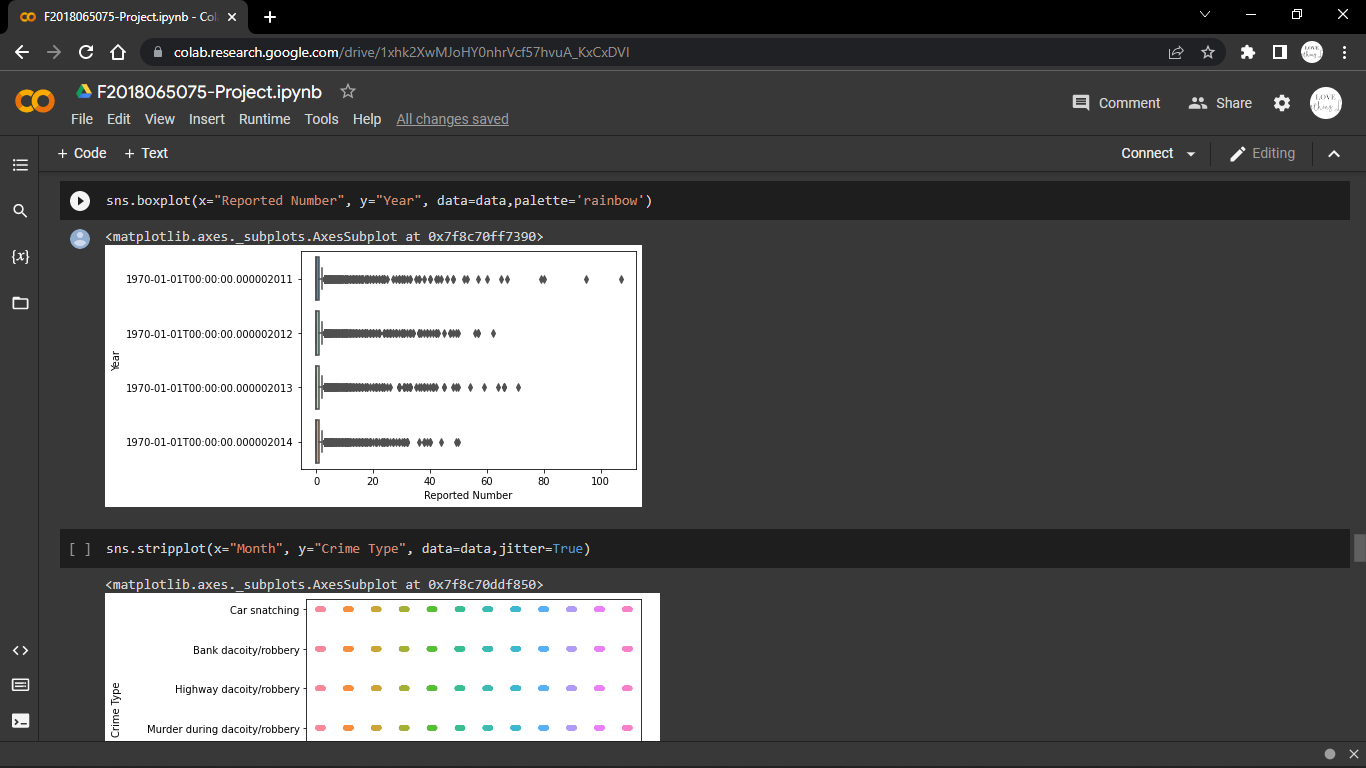 F2018065075-Project.ipynb - Col
colab.research.google.com/drive/1xhk2XwMJoHY0nhrVcf57hvuA_KxCxDVI
F2018065075-Project.ipynb
File Edit View Insert Runtime Tools Help All changes saved
Comment Share
+ Code + Text
Connect Editing
sns.boxplot(x="Reported Number", y="Year", data=data,palette='rainbow')
<matplotlib.axes._subplots.AxesSubplot at 0x7f8c70ff7390>
1970-01-01T00:00:00.000002011
1970-01-01T00:00:00.000002012
Year
1970-01-01T00:00:00.000002013
1970-01-01T00:00:00.000002014
0 20 40 60 80 100
Reported Number
[ ] sns.stripplot(x="Month", y="Crime Type", data=data,jitter=True)
<matplotlib.axes._subplots.AxesSubplot at 0x7f8c70ddf850>
Car snatching
Bank dacoity/robbery
Highway dacoity/robbery
Crime Type
Murder during dacoity/robbery